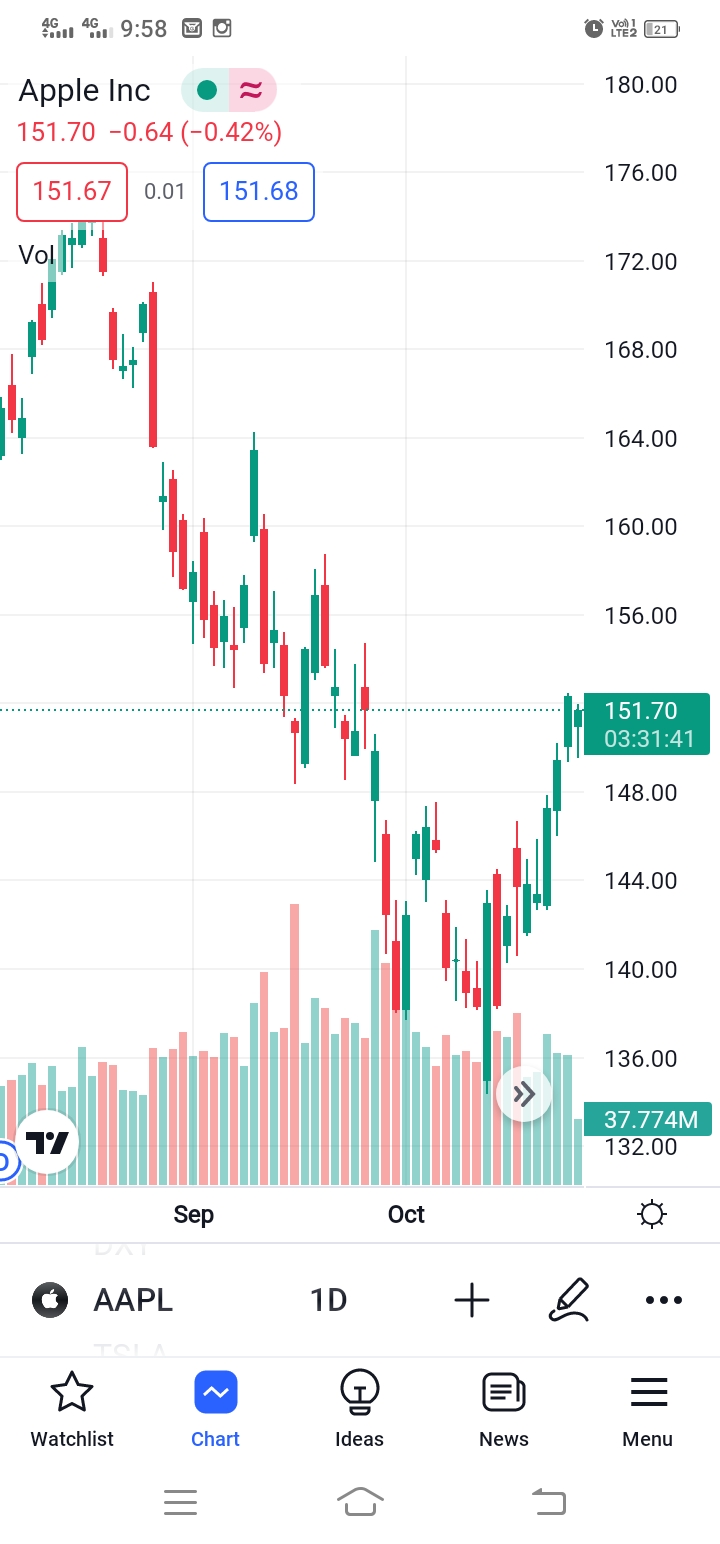 4G 4G 9:58 Vo)) 1 LTE2 21
Apple Inc
151.70 −0.64 (−0.42%)
151.67 0.01 151.68
Vol
180.00
176.00
172.00
168.00
164.00
160.00
156.00
151.70
03:31:41
148.00
144.00
140.00
136.00
37.774M
132.00
Sep Oct
DXY
AAPL 1D
TSLA
Watchlist Chart Ideas News Menu